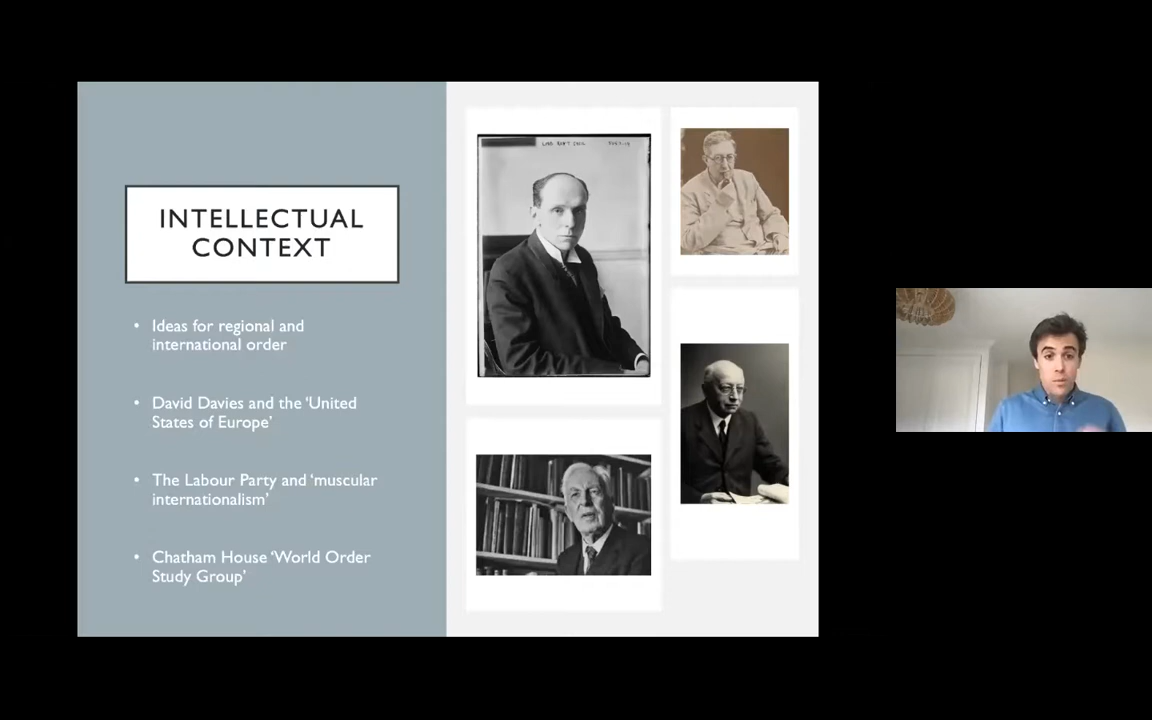 INTELLECTUAL
CONTEXT
• Ideas for regional and
international order
• David Davies and the ‘United
States of Europe’
• The Labour Party and ‘muscular
internationalism’
• Chatham House ‘World Order
Study Group’